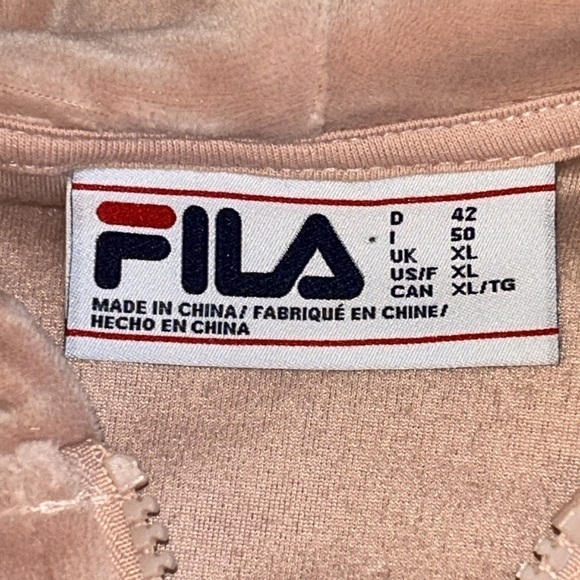 FILA
D 42
I 50
UK XL
US/F XL
CAN XL/TG
MADE IN CHINA/ FABRIQUÉ EN CHINE/
HECHO EN CHINA